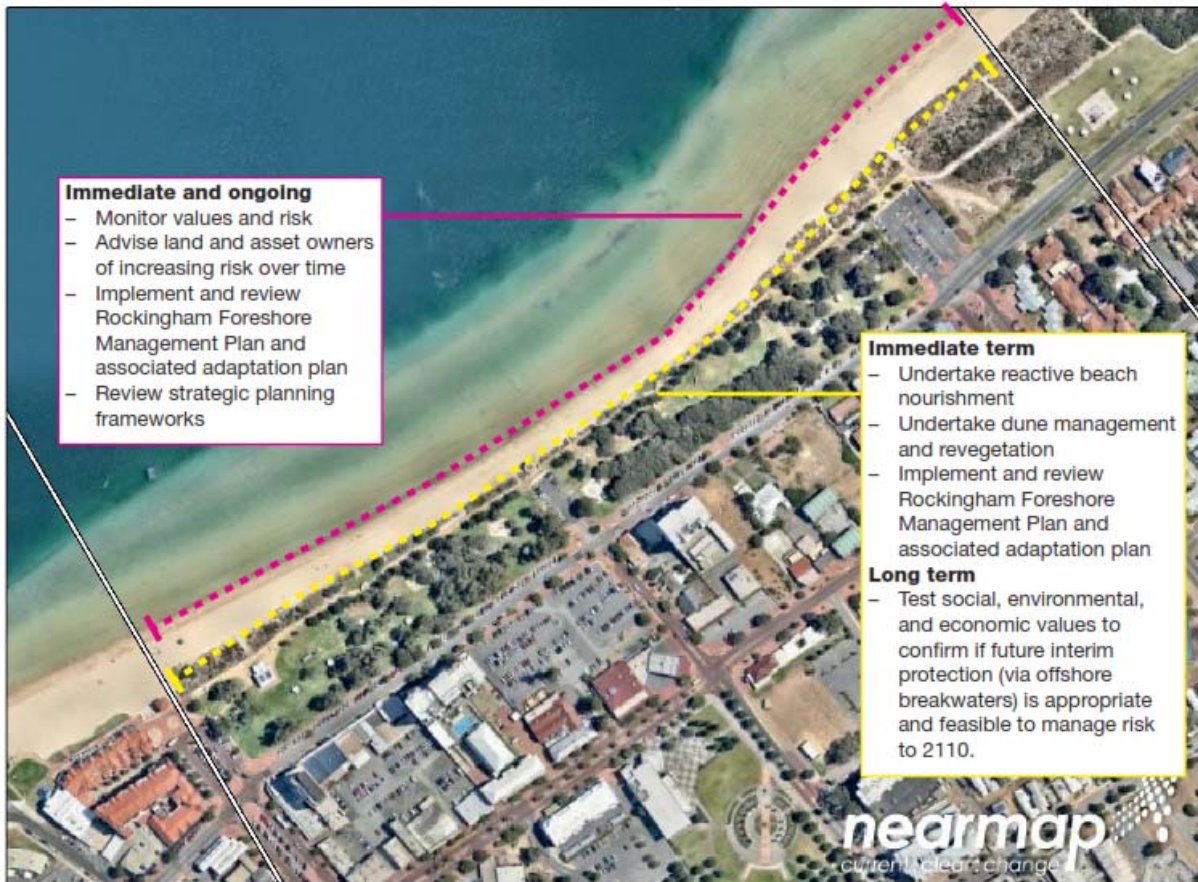 Immediate and ongoing
– Monitor values and risk
– Advise land and asset owners
of increasing risk over time
– Implement and review
Rockingham Foreshore
Management Plan and
associated adaptation plan
– Review strategic planning
frameworks
Immediate term
– Undertake reactive beach
nourishment
– Undertake dune management
and revegetation
– Implement and review
Rockingham Foreshore
Management Plan and
associated adaptation plan
Long term
– Test social, environmental,
and economic values to
confirm if future interim
protection (via offshore
breakwaters) is appropriate
and feasible to manage risk
to 2110.
nearmap
current clear change